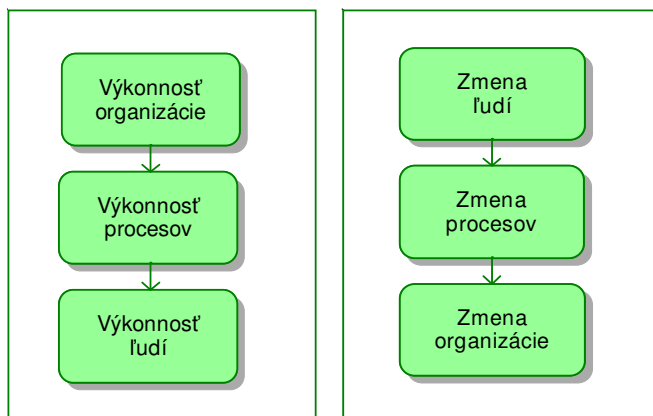 Výkonnosť
organizácie
Výkonnosť
procesov
Výkonnosť
ľudí
Zmena
ľudí
Zmena
procesov
Zmena
organizácie